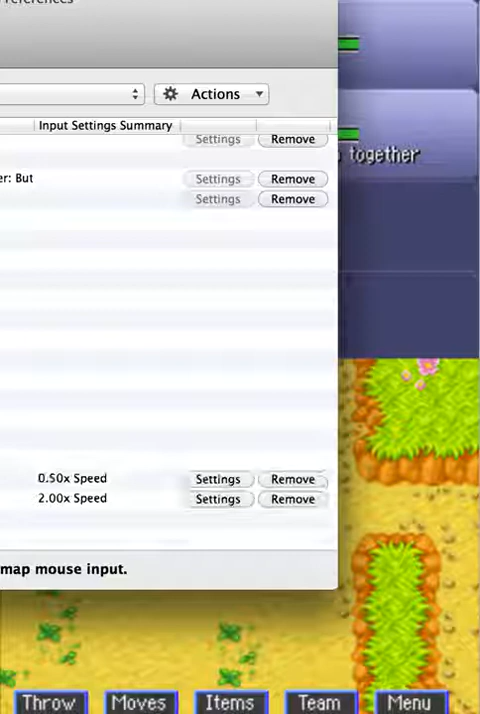 references
Actions
Input Settings Summary
Settings Remove
together
er: But Settings Remove
Settings Remove
0.50x Speed Settings Remove
2.00x Speed Settings Remove
map mouse input.
Throw Moves Items Team Menu